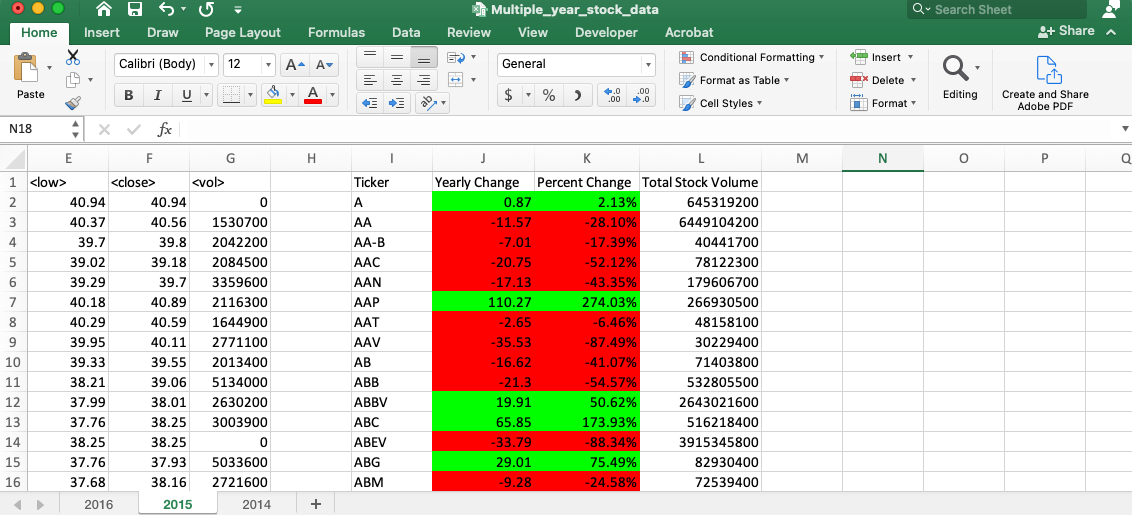 Multiple_year_stock_data
Search Sheet
Home Insert Draw Page Layout Formulas Data Review View Developer Acrobat Share
Paste
Calibri (Body) 12 A A
B I U A
General
$ % )
.0 .00
.00 .0
Conditional Formatting
Format as Table
Cell Styles
Insert
Delete
Format
Editing
Create and Share
Adobe PDF
N18 fx
E F G H I J K L M N O P Q
1 <low> <close> <vol> Ticker Yearly Change Percent Change Total Stock Volume
2 40.94 40.94 0 A 0.87 2.13% 645319200
3 40.37 40.56 1530700 AA -11.57 -28.10% 6449104200
4 39.7 39.8 2042200 AA-B -7.01 -17.39% 40441700
5 39.02 39.18 2084500 AAC -20.75 -52.12% 78122300
6 39.29 39.7 3359600 AAN -17.13 -43.35% 179606700
7 40.18 40.89 2116300 AAP 110.27 274.03% 266930500
8 40.29 40.59 1644900 AAT -2.65 -6.46% 48158100
9 39.95 40.11 2771100 AAV -35.53 -87.49% 30229400
10 39.33 39.55 2013400 AB -16.62 -41.07% 71403800
11 38.21 39.06 5134000 ABB -21.3 -54.57% 532805500
12 37.99 38.01 2630200 ABBV 19.91 50.62% 2643021600
13 37.76 38.25 3003900 ABC 65.85 173.93% 516218400
14 38.25 38.25 0 ABEV -33.79 -88.34% 3915345800
15 37.76 37.93 5033600 ABG 29.01 75.49% 82930400
16 37.68 38.16 2721600 ABM -9.28 -24.58% 72539400
2016 2015 2014 +